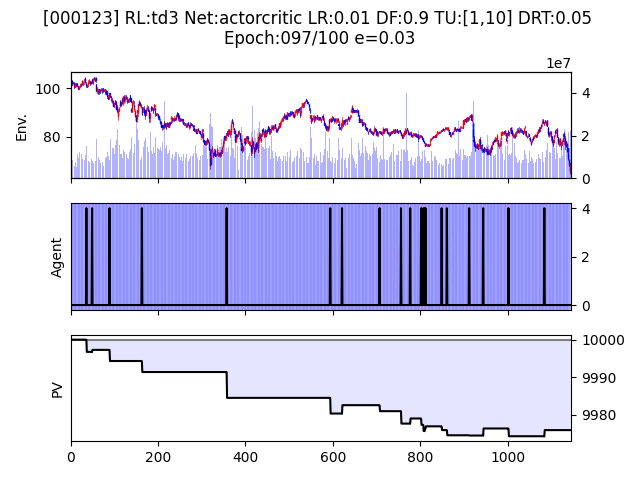 [000123] RL:td3 Net:actorcritic LR:0.01 DF:0.9 TU:[1,10] DRT:0.05
Epoch:097/100 e=0.03
1e7
100
80
Env.
4
2
0
Agent
4
2
0
PV
10000
9990
9980
0
200
400
600
800
1000